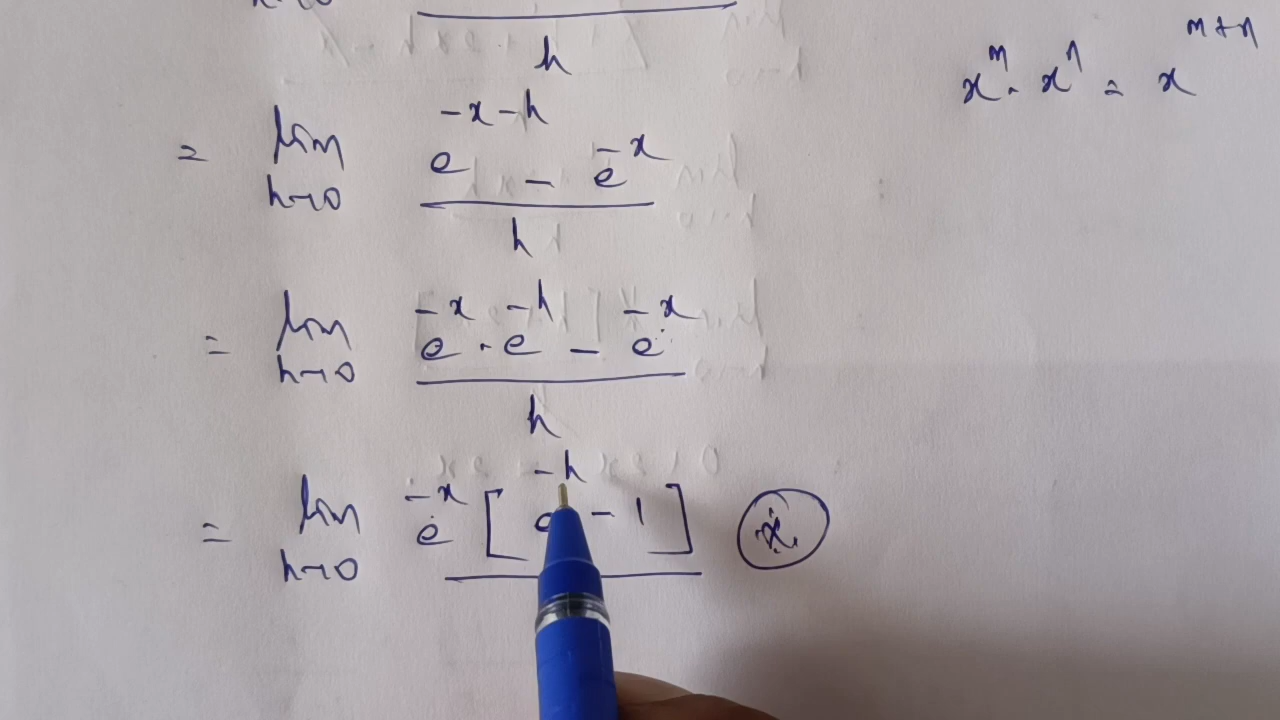 h
x^m . x^n = x^{m+n}
= lim h→0 (e^{-x-h} - e^{-x}) / h
= lim h→0 (e^{-x} . e^{-h} - e^{-x}) / h
= lim h→0 e^{-x} [ e^{-h} - 1 ] x